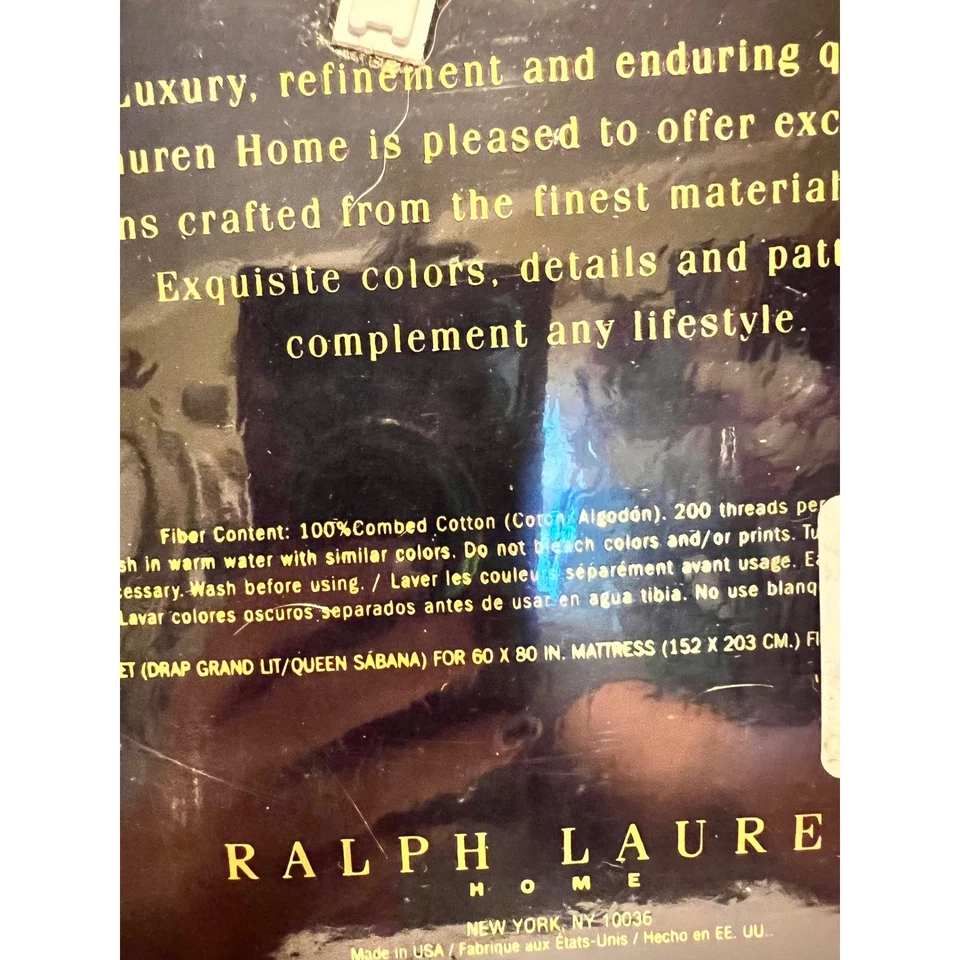 Luxury, refinement and enduring q
auren Home is pleased to offer exc
ns crafted from the finest material
Exquisite colors, details and patt
complement any lifestyle.
Fiber Content: 100%Combed Cotton (Coton/Algodón). 200 threads per
sh in warm water with similar colors. Do not bleach colors and/or prints. Tu
cessary. Wash before using. / Laver les couleurs séparément avant usage. Ea
Lavar colores oscuros separados antes de usar en agua tibia. No use blanq
ET (DRAP GRAND LIT/QUEEN SÁBANA) FOR 60 X 80 IN. MATTRESS (152 X 203 CM.) FI
RALPH LAURE
HOME
NEW YORK, NY 10036
Made in USA / Fabrique aux États-Unis / Hecho en EE. UU.